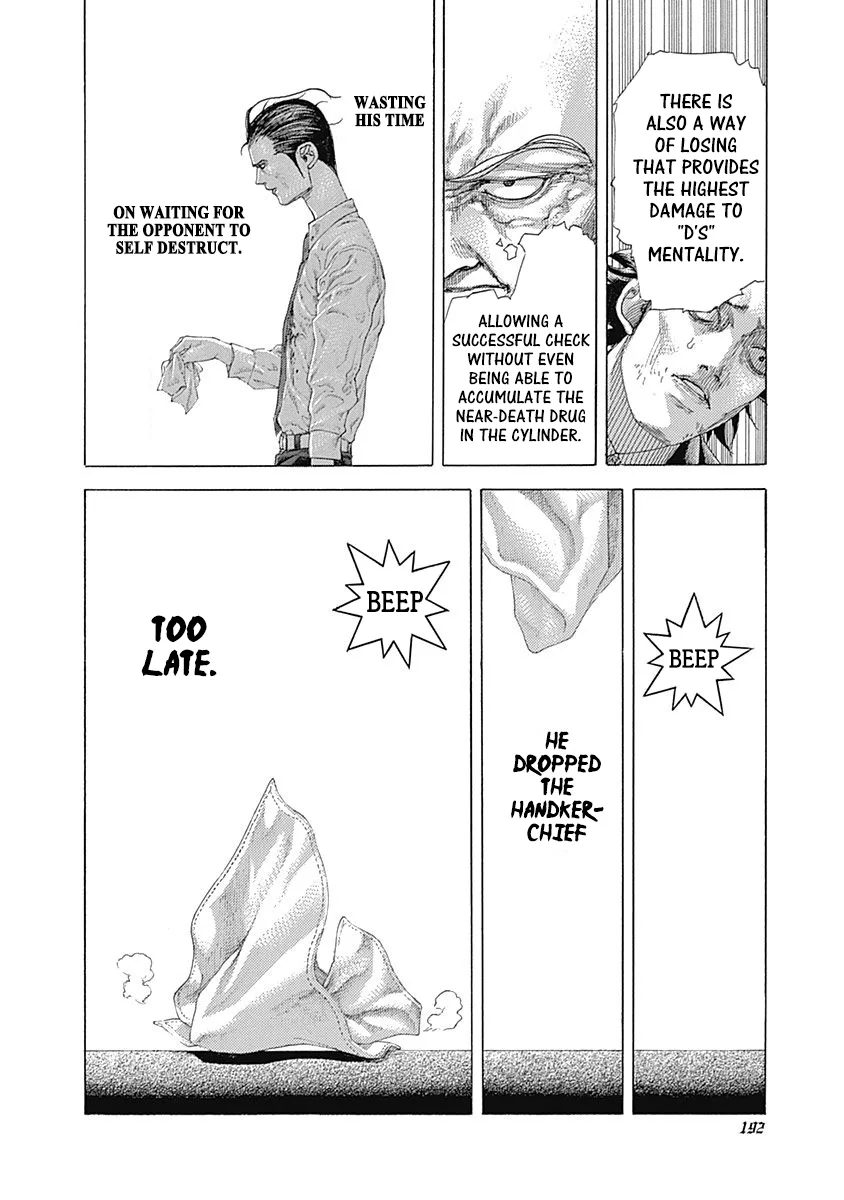 THERE IS
ALSO A WAY
OF LOSING
THAT PROVIDES
THE HIGHEST
DAMAGE TO
"D'S"
MENTALITY.
ALLOWING A
SUCCESSFUL CHECK
WITHOUT EVEN
BEING ABLE TO
ACCUMULATE THE
NEAR-DEATH DRUG
IN THE CYLINDER.
WASTING
HIS TIME
ON WAITING FOR
THE OPPONENT TO
SELF DESTRUCT.
BEEP
HE
DROPPED
THE
HANDKER-
CHIEF
BEEP
TOO
LATE.
192